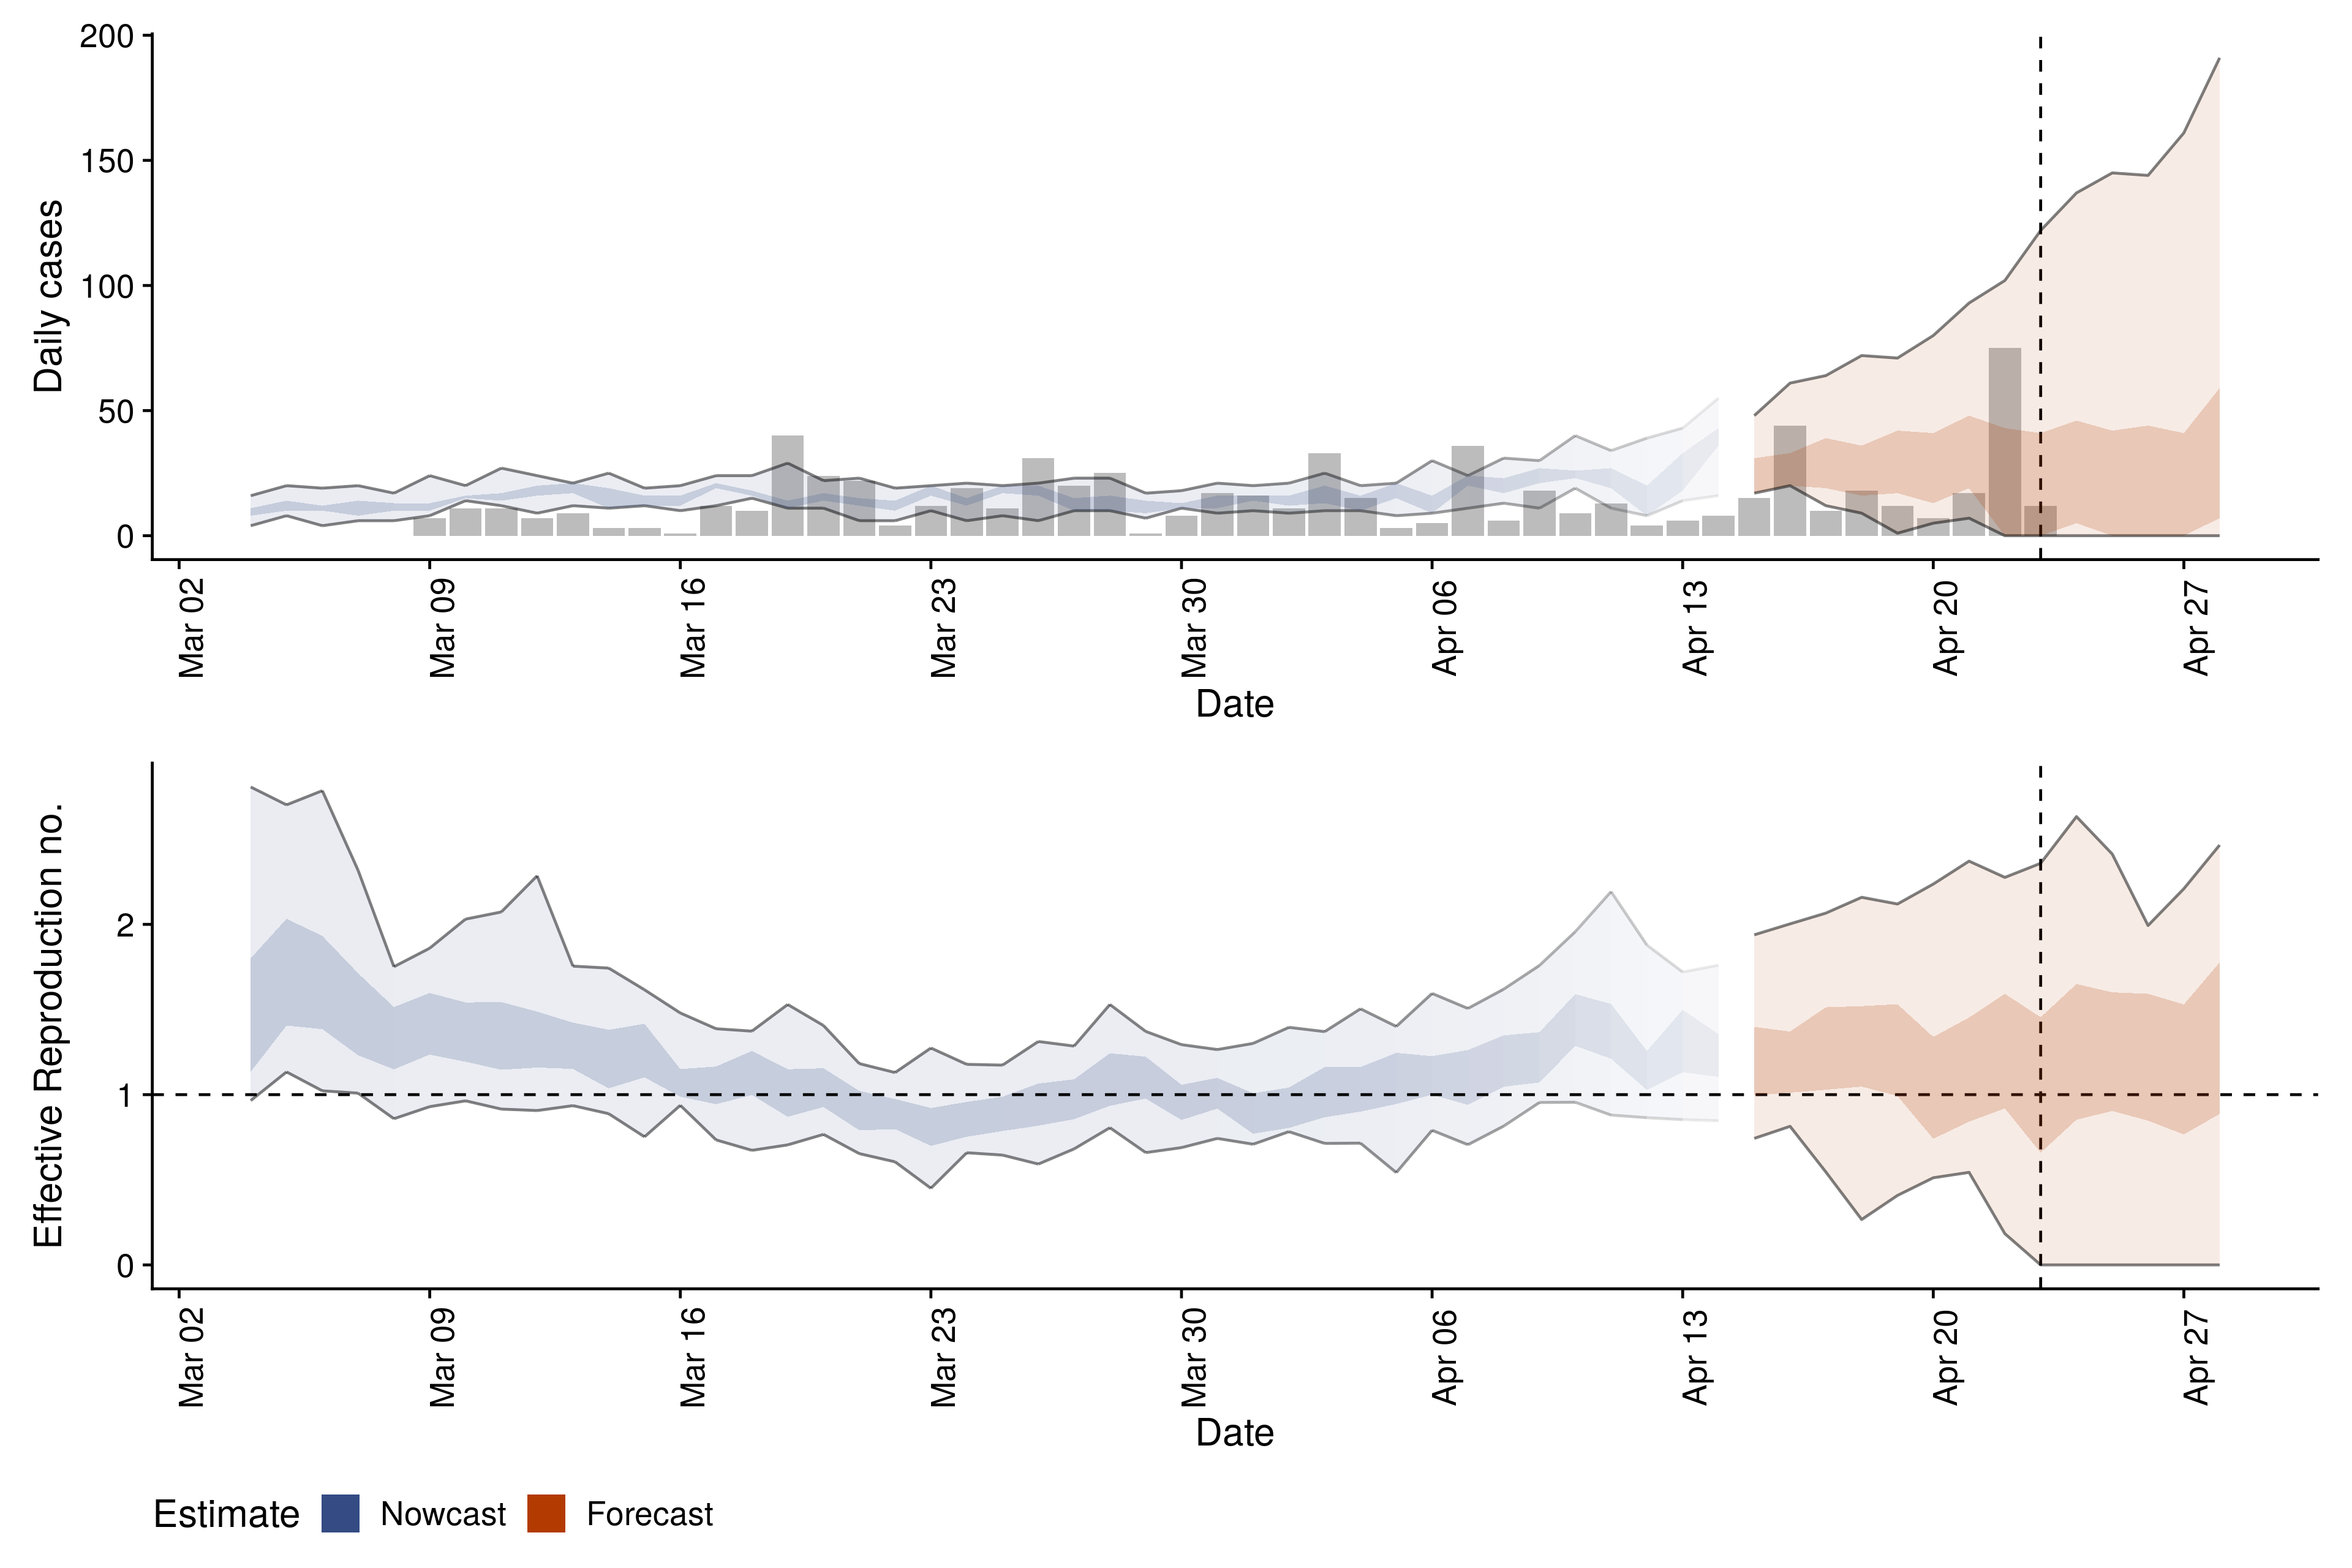 200
150
100
50
0
Daily cases
Mar 02
Mar 09
Mar 16
Mar 23
Mar 30
Apr 06
Apr 13
Apr 20
Apr 27
Date
2
1
0
Effective Reproduction no.
Mar 02
Mar 09
Mar 16
Mar 23
Mar 30
Apr 06
Apr 13
Apr 20
Apr 27
Date
Estimate Nowcast Forecast